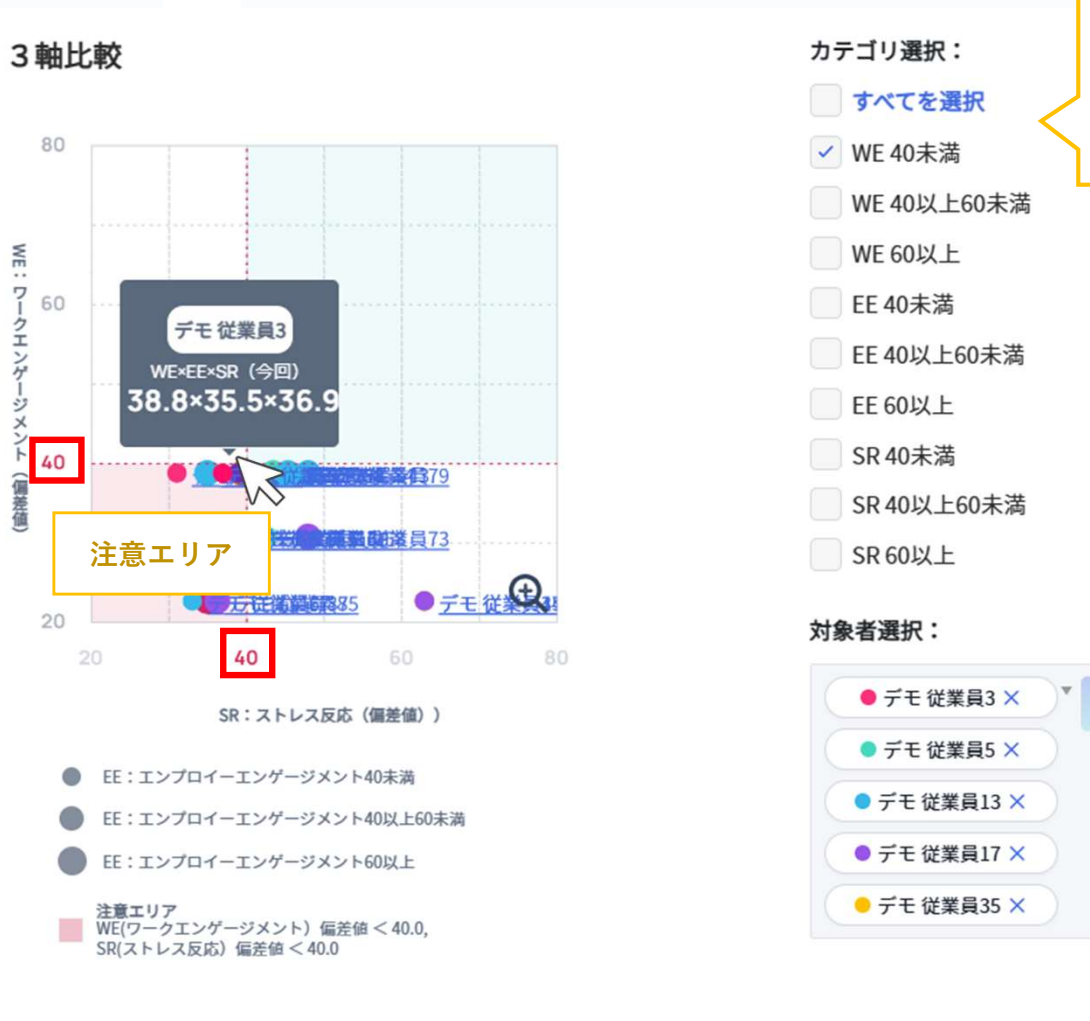 3軸比較
80
60
40
20
WE：ワークエンゲージメント（偏差値）
デモ 従業員3
WE×EE×SR（今回）
38.8×35.5×36.9
注意エリア
デモ 従業員
20
40
60
80
SR：ストレス反応（偏差値））
EE：エンプロイーエンゲージメント40未満
EE：エンプロイーエンゲージメント40以上60未満
EE：エンプロイーエンゲージメント60以上
注意エリア
WE(ワークエンゲージメント）偏差値 < 40.0,
SR(ストレス反応）偏差値 < 40.0
カテゴリ選択：
すべてを選択
WE 40未満
WE 40以上60未満
WE 60以上
EE 40未満
EE 40以上60未満
EE 60以上
SR 40未満
SR 40以上60未満
SR 60以上
対象者選択：
デモ 従業員3 ×
デモ 従業員5 ×
デモ 従業員13 ×
デモ 従業員17 ×
デモ 従業員35 ×